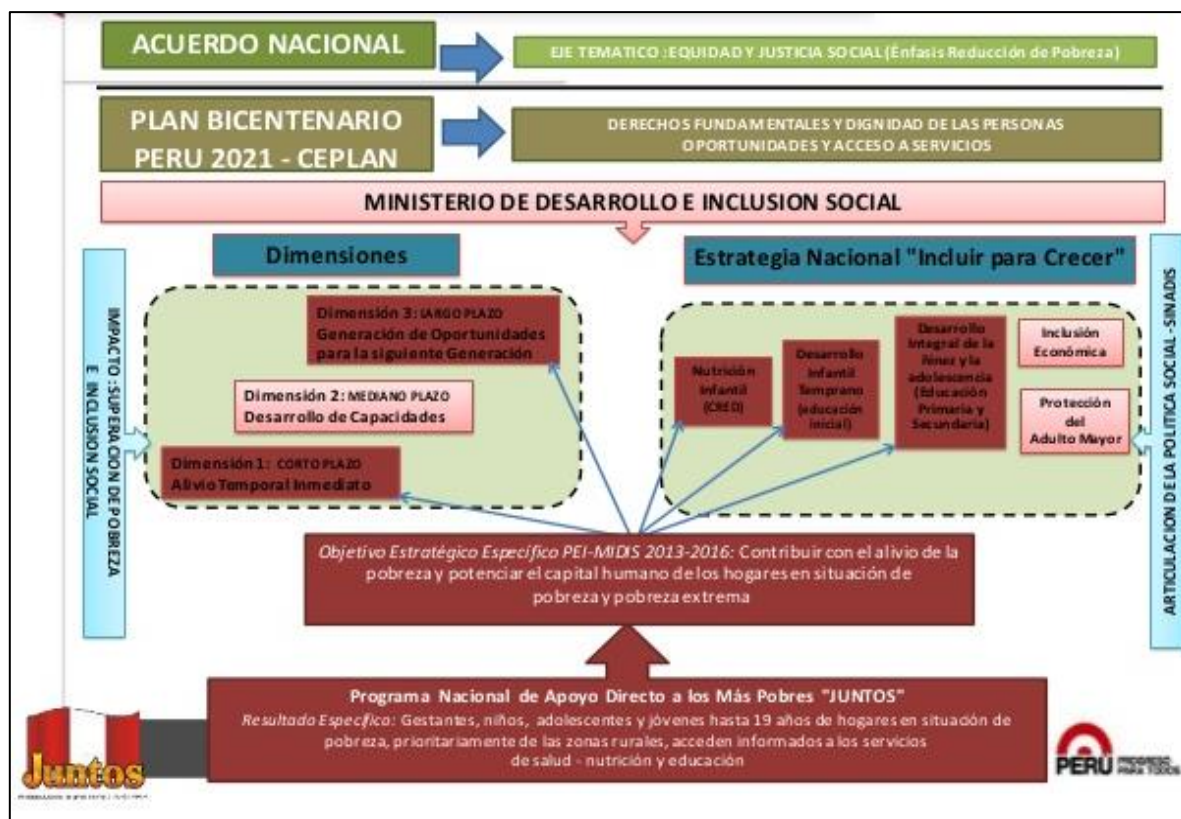 ACUERDO NACIONAL
EJE TEMATICO :EQUIDAD Y JUSTICIA SOCIAL(Énfasis Reducción de Pobreza)
PLAN BICENTENARIO
PERU 2021 - CEPLAN
DERECHOS FUNDAMENTALES Y DIGNIDAD DE LAS PERSONAS
OPORTUNIDADES Y ACCESO A SERVICIOS
MINISTERIO DE DESARROLLO E INCLUSION SOCIAL
IMPACTO :SUPERACION DE POBREZA
E INCLUSION SOCIAL
Dimensiones
Dimensión 3: LARGO PLAZO
Generación de Oportunidades
para la siguiente Generación
Dimensión 2: MEDIANO PLAZO
Desarrollo de Capacidades
Dimensión 1: CORTO PLAZO
Alivio Temporal Inmediato
Estrategia Nacional "Incluir para Crecer"
Nutrición
Infantil
(CRED)
Desarrollo
Infantil
Temprano
(educación
inicial)
Desarrollo
Integral de la
y la
adolescencia
(Educación
Primaria y
Secundaria)
Inclusión
Económica
Protección
del
Adulto Mayor
ARTICULACION DE LA POLITICA SOCIAL -SINADIS
Objetivo Estratégico Específico PEI-MIDIS 2013-2016: Contribuir con el alivio de la
pobreza y potenciar el capital humano de los hogares en situación de
pobreza y pobreza extrema
Programa Nacional de Apoyo Directo a los Más Pobres "JUNTOS"
Resultado Específico: Gestantes, niños, adolescentes y jóvenes hasta 19 años de hogares en situación de
pobreza, prioritariamente de las zonas rurales, acceden informados a los servicios
de salud - nutrición y educación
Juntos
PERU PROGRESO
PARA TODOS